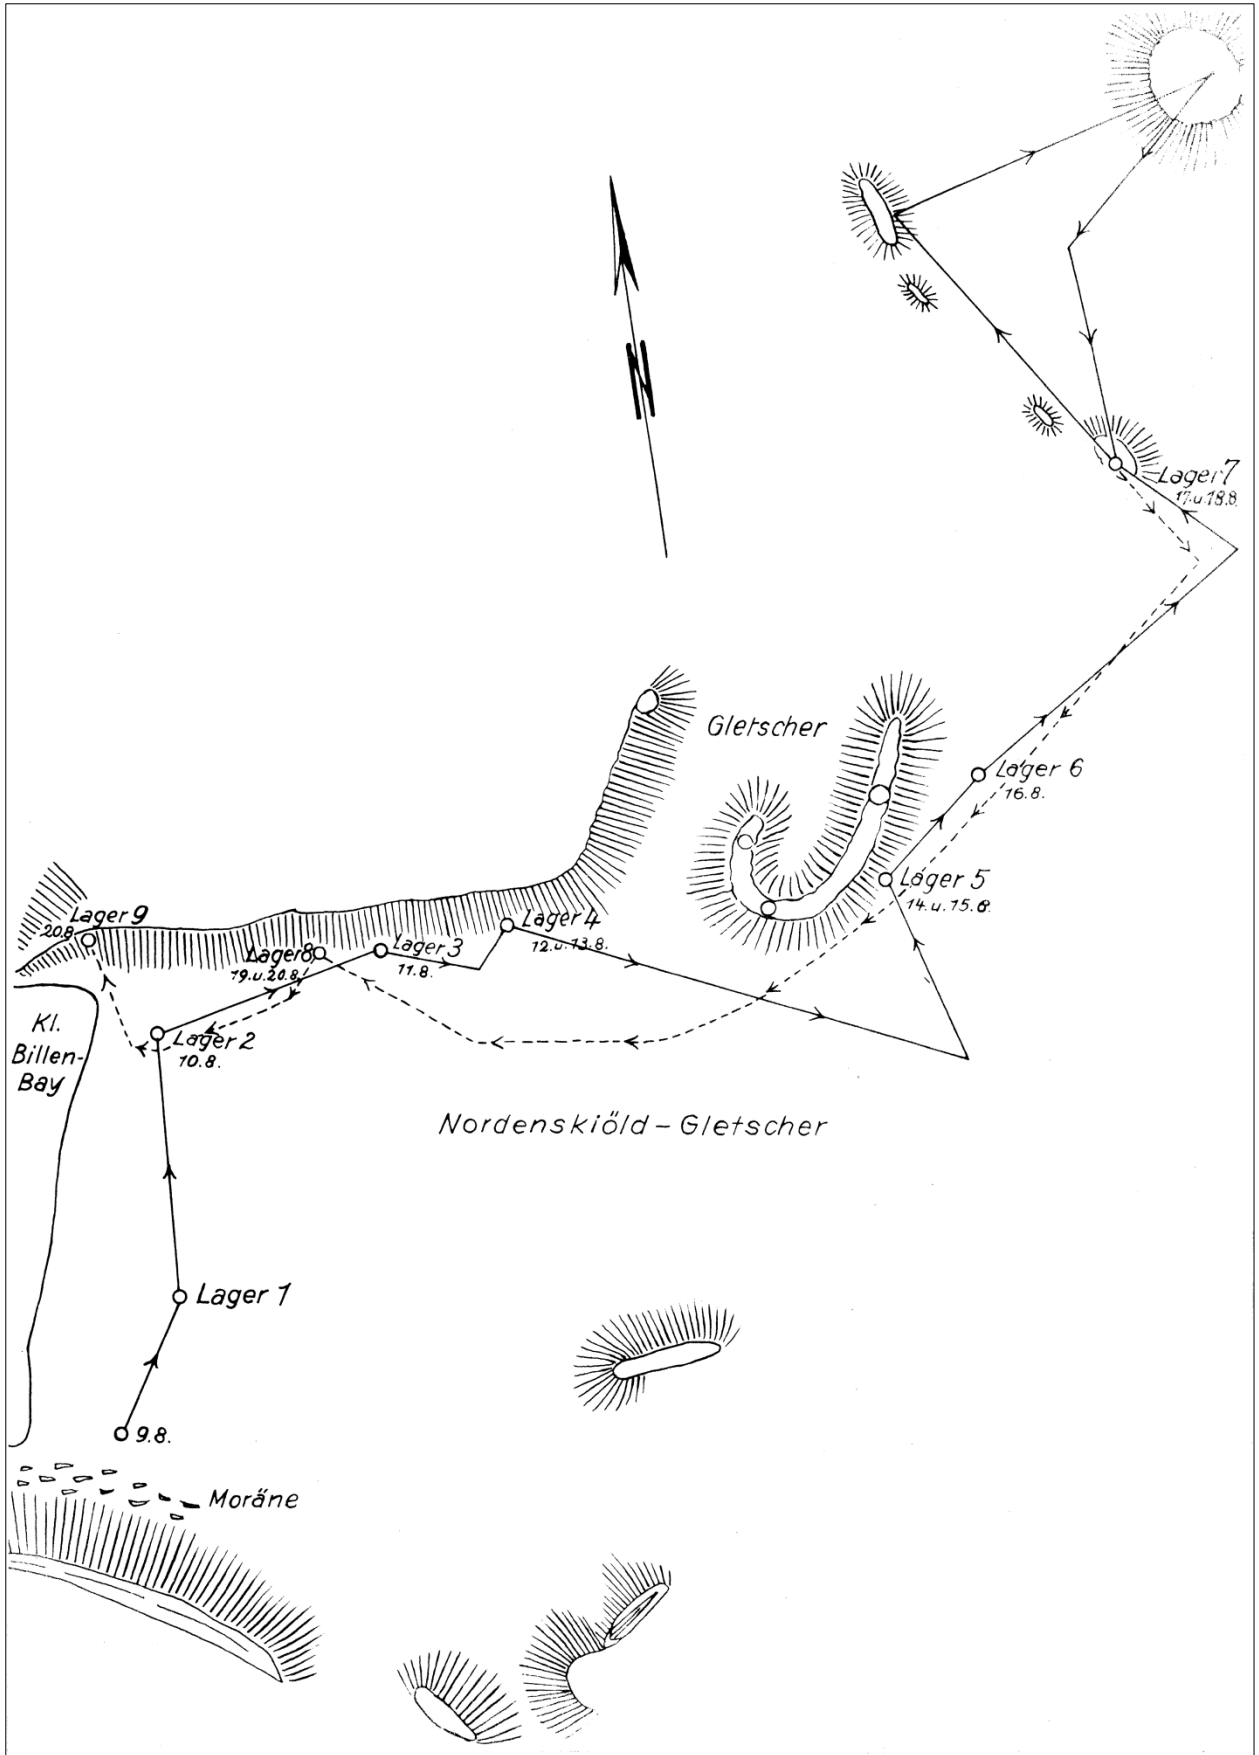 N
Lager 7
17.u.18.8.
Gletscher
Lager 6
16.8.
Lager 5
14.u.15.8.
Lager 9
20.8.
Lager 4
12.u.13.8.
Lager 8
19.u.20.8.
Lager 3
11.8.
Kl.
Billen-
Bay
Lager 2
10.8.
Nordenskiöld-Gletscher
Lager 1
9.8.
Moräne